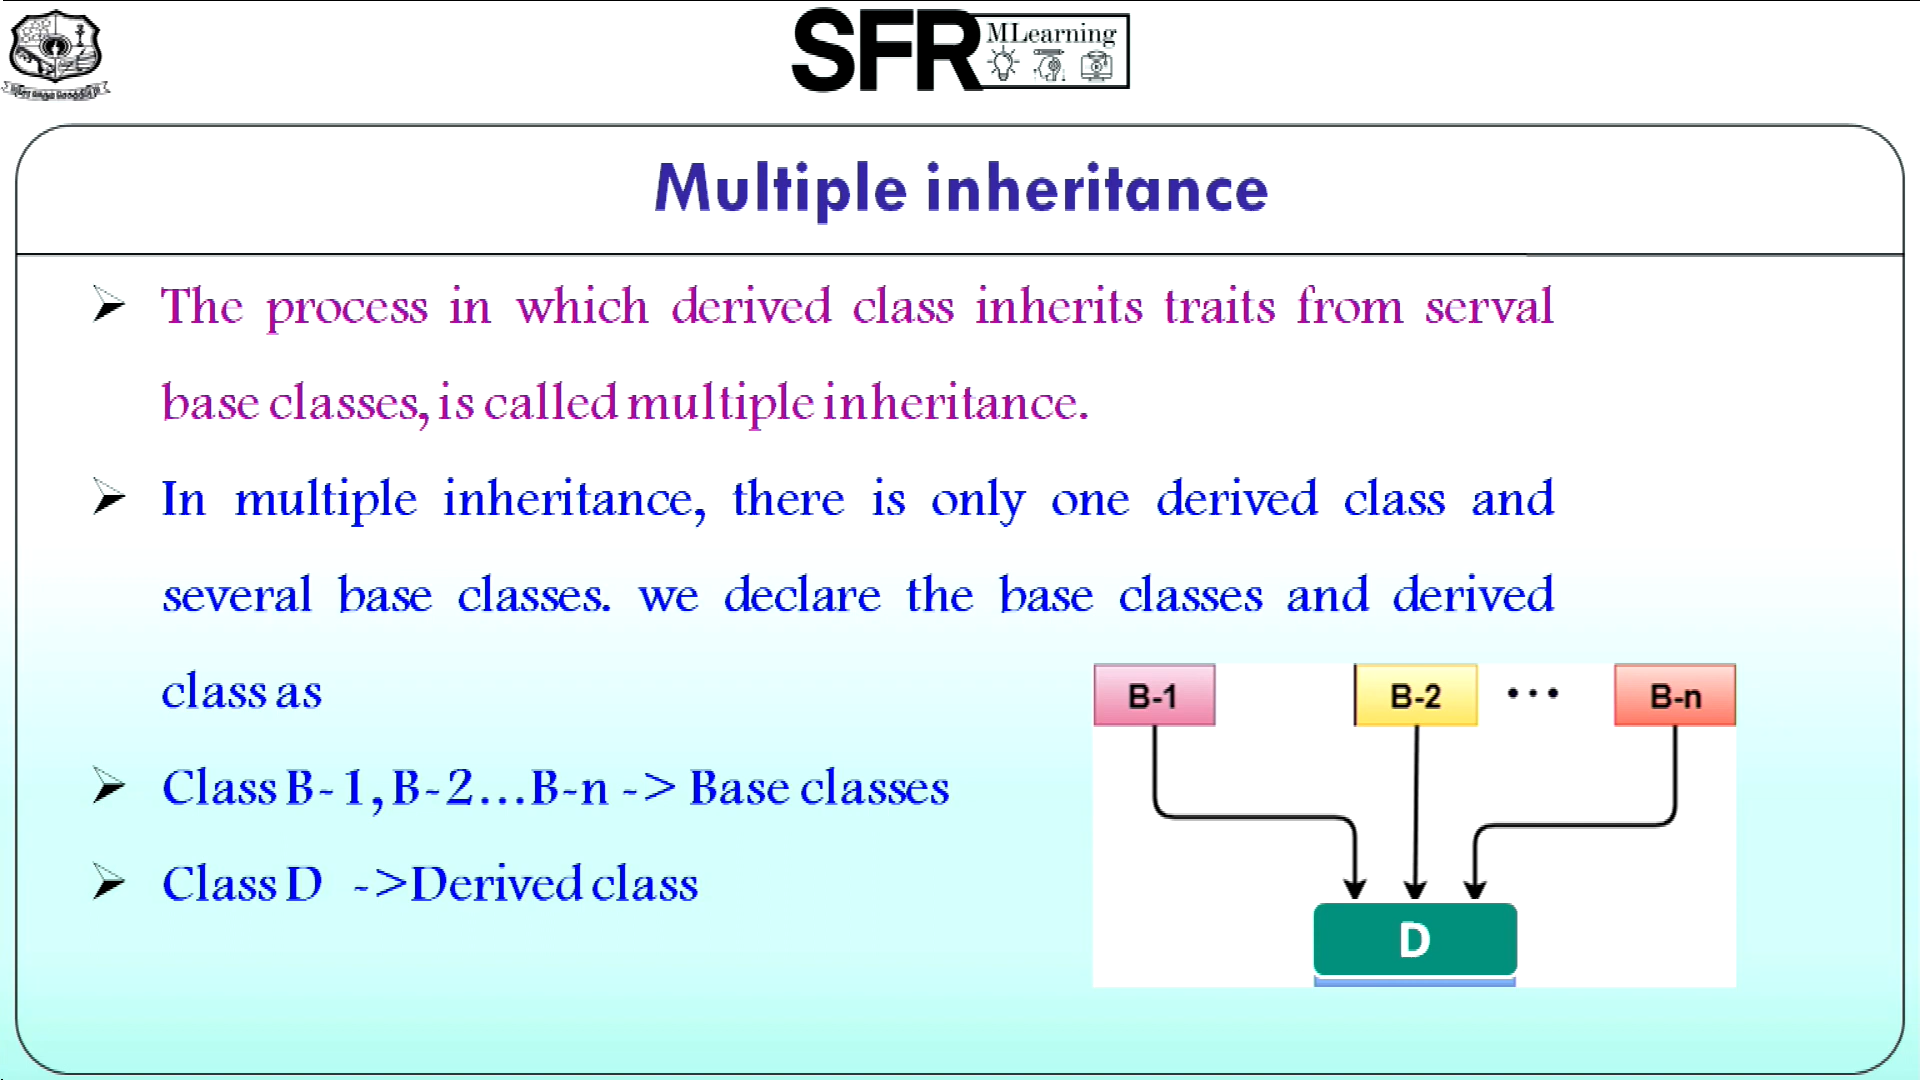 SFR MLearning
Multiple inheritance
➢ The process in which derived class inherits traits from serval
base classes, is called multiple inheritance.
➢ In multiple inheritance, there is only one derived class and
several base classes. we declare the base classes and derived
class as
➢ Class B-1,B-2...B-n -> Base classes
➢ Class D ->Derived class
B-1 B-2 ... B-n
D